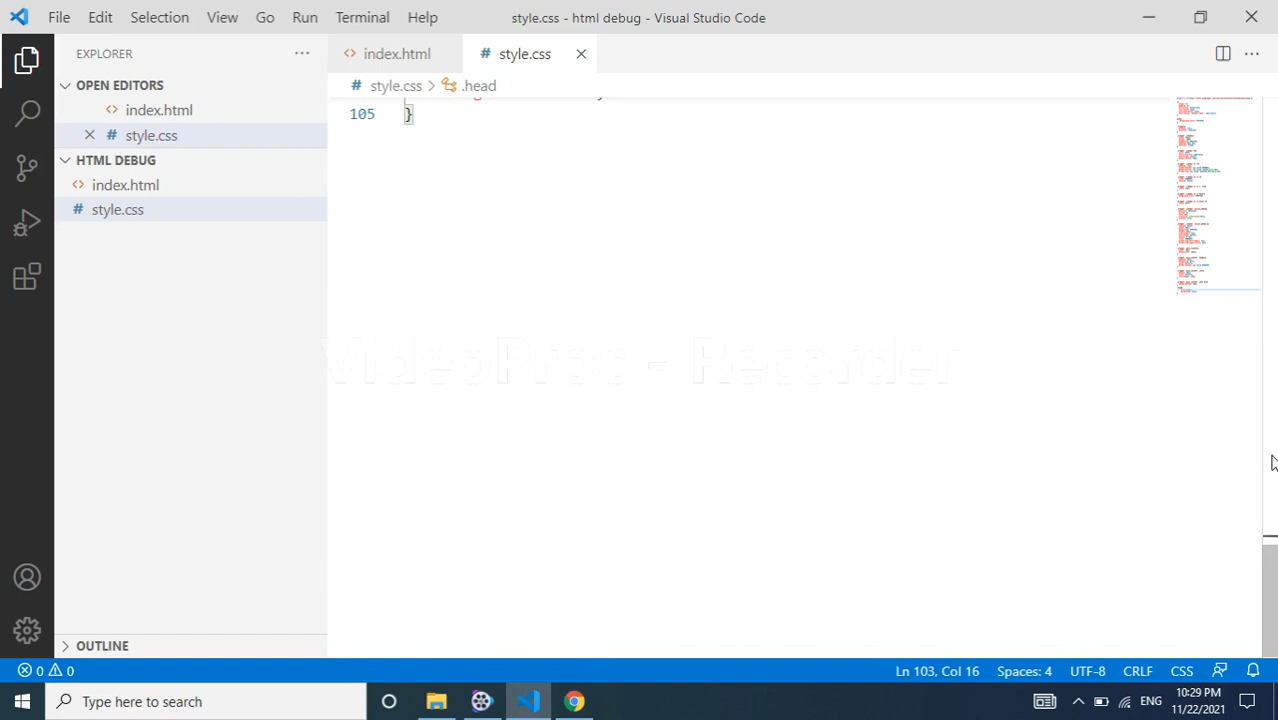 File Edit Selection View Go Run Terminal Help style.css - html debug - Visual Studio Code
EXPLORER
index.html
style.css
OPEN EDITORS
style.css
.head
index.html
style.css
HTML DEBUG
index.html
style.css
105 }
VideoProc - Recorder
OUTLINE
0 0
Ln 103, Col 16
Spaces: 4
UTF-8
CRLF
CSS
Type here to search
ENG
10:29 PM
11/22/2021